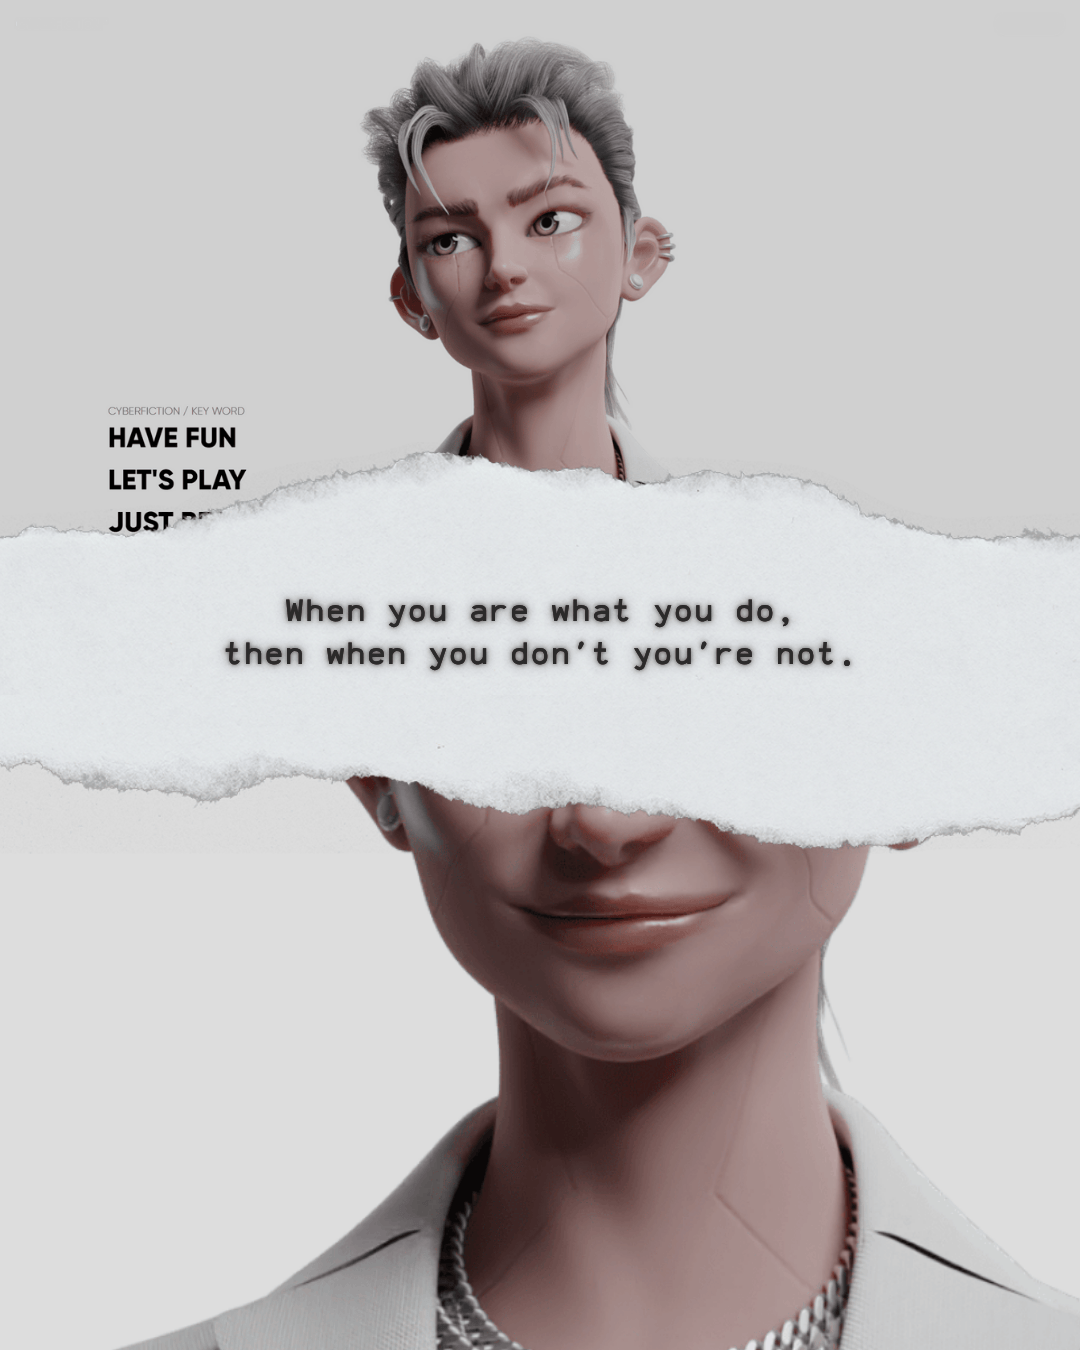 CYBERFICTION / KEY WORD
HAVE FUN
LET'S PLAY
JUST
When you are what you do,
then when you don't you're not.